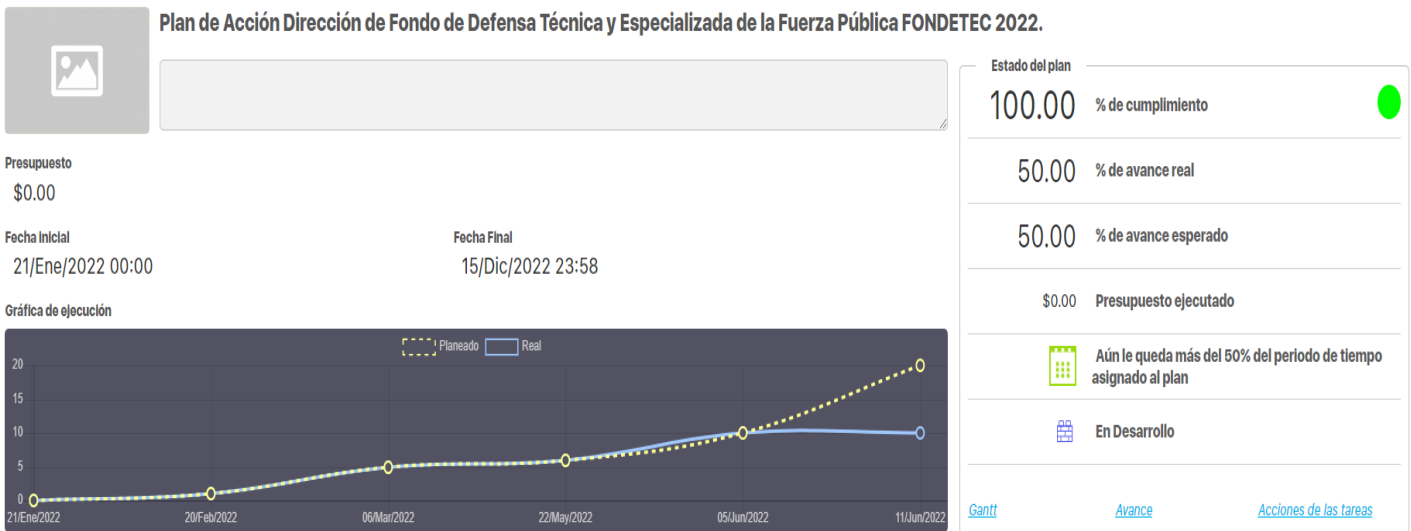 Plan de Acción Dirección de Fondo de Defensa Técnica y Especializada de la Fuerza Pública FONDETEC 2022.
Presupuesto
$0.00
Fecha Inicial
Fecha Final
21/Ene/2022 00:00
15/Dic/2022 23:58
Gráfica de ejecución
Planeado
Real
20
15
10
5
0
21/Ene/2022
20/Feb/2022
06/Mar/2022
22/May/2022
05/Jun/2022
11/Jun/2022
Estado del plan
100.00 % de cumplimiento
50.00 % de avance real
50.00 % de avance esperado
$0.00 Presupuesto ejecutado
Aún le queda más del 50% del periodo de tiempo
asignado al plan
En Desarrollo
Gantt
Avance
Acciones de las tareas